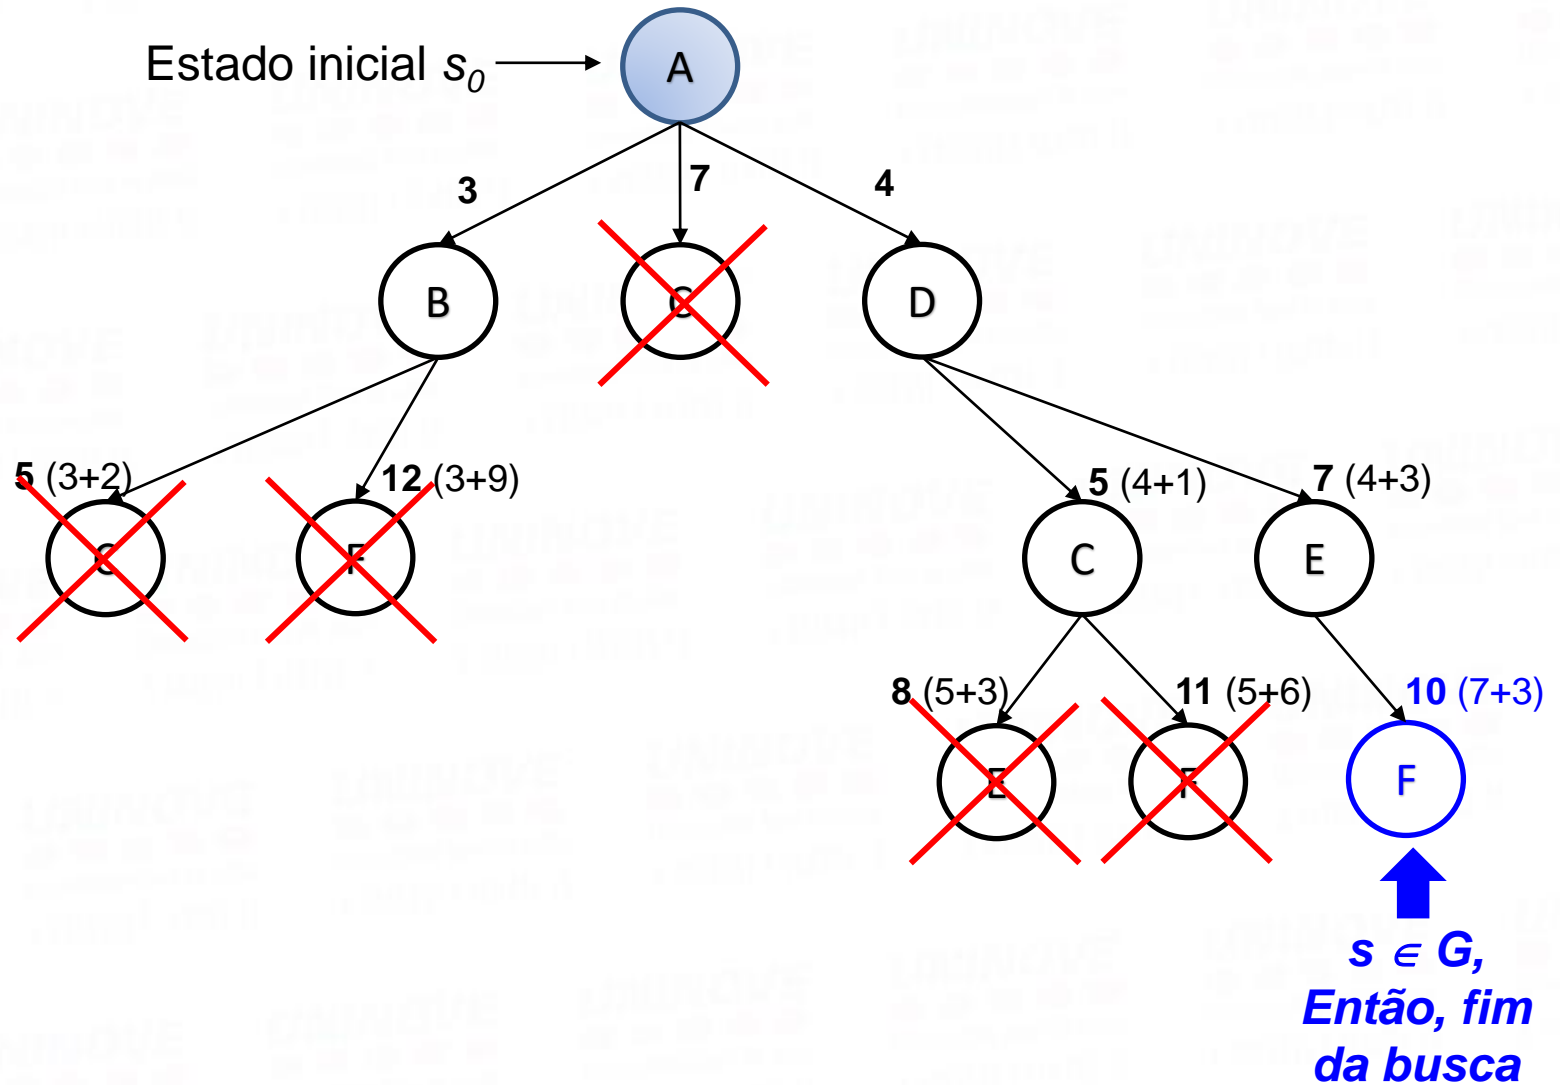 Estado inicial s0
A
3
7
4
B
C
D
5 (3+2)
12 (3+9)
5 (4+1)
7 (4+3)
C
F
C
E
8 (5+3)
11 (5+6)
10 (7+3)
E
F
F
s ∈ G,
Então, fim
da busca